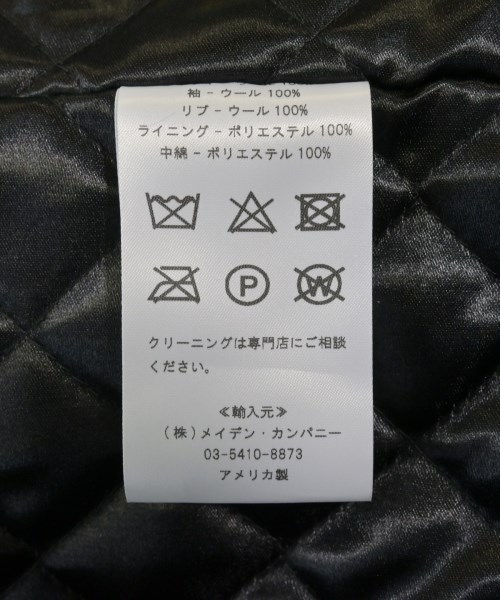 袖 - ウール 100%
リブ - ウール 100%
ライニング - ポリエステル 100%
中綿 - ポリエステル 100%
P W
クリーニングは専門店にご相談
ください。
≪輸入元≫
(株)メイデン・カンパニー
03-5410-8873
アメリカ製